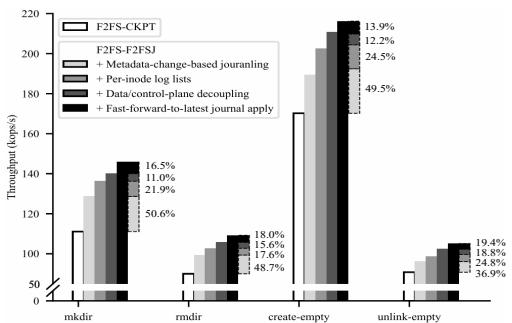 220
200
180
160
140
120
100
50
0
Throughput (kops/s)
F2FS-CKPT
F2FS-F2FSJ
+ Metadata-change-based jouranling
+ Per-inode log lists
+ Data/control-plane decoupling
+ Fast-forward-to-latest journal apply
16.5%
11.0%
21.9%
50.6%
18.0%
15.6%
17.6%
48.7%
13.9%
12.2%
24.5%
49.5%
19.4%
18.8%
24.8%
36.9%
mkdir
rmdir
create-empty
unlink-empty